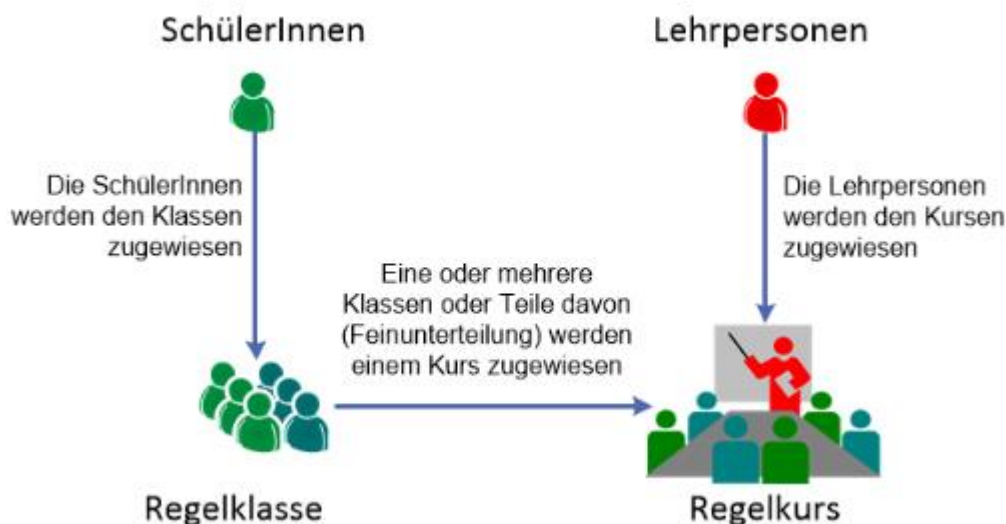 SchülerInnen
Lehrpersonen
Die SchülerInnen
werden den Klassen
zugewiesen
Die Lehrpersonen
werden den Kursen
zugewiesen
Eine oder mehrere
Klassen oder Teile davon
(Feinunterteilung) werden
einem Kurs zugewiesen
Regelklasse
Regelkurs